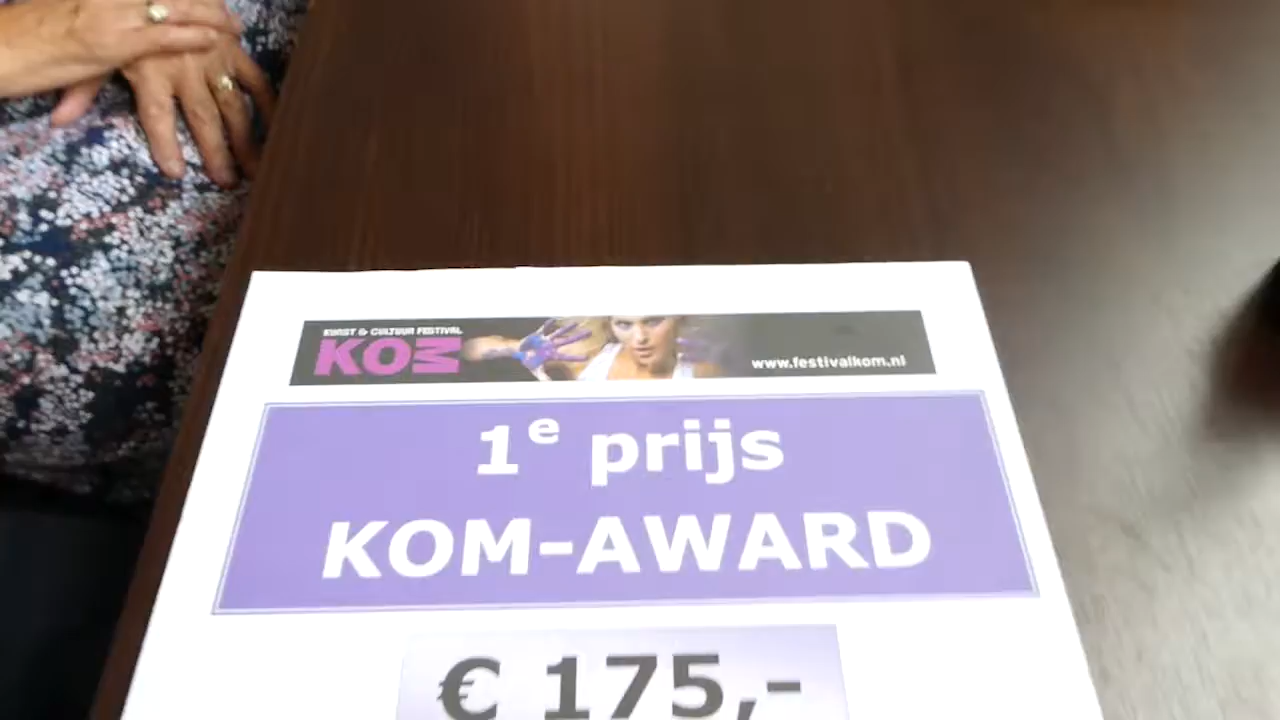 KUNST & CULTUUR FESTIVAL
KOM
www.festivalkom.nl
1e prijs
KOM-AWARD
€ 175,-